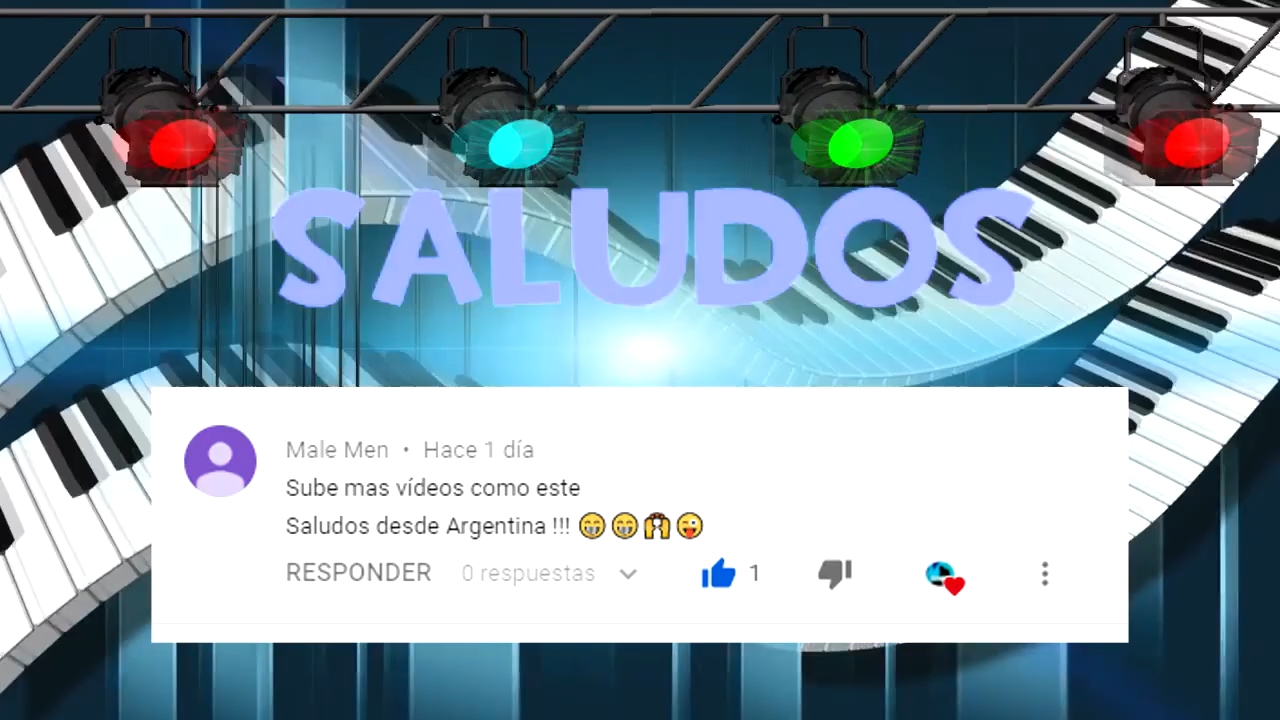 SALUDOS
Male Men • Hace 1 día
Sube mas vídeos como este
Saludos desde Argentina !!! 😁😁🙌😜
RESPONDER 0 respuestas 1